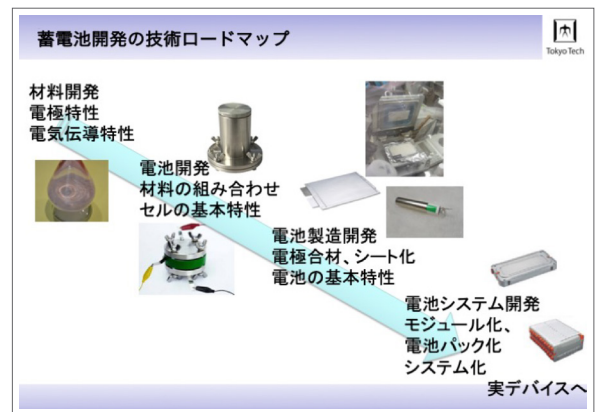 蓄電池開発の技術ロードマップ
Tokyo Tech
材料開発
電極特性
電気伝導特性
電池開発
材料の組み合わせ
セルの基本特性
電池製造開発
電極合材、シート化
電池の基本特性
電池システム開発
モジュール化、
電池パック化
システム化
実デバイスへ